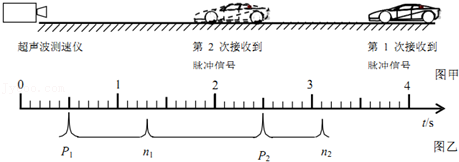 超声波测速仪
第 2 次接收到
脉冲信号
第 1 次接收到
脉冲信号
图甲
0 1 2 3 4
t/s
P₁ n₁ P₂ n₂
图乙